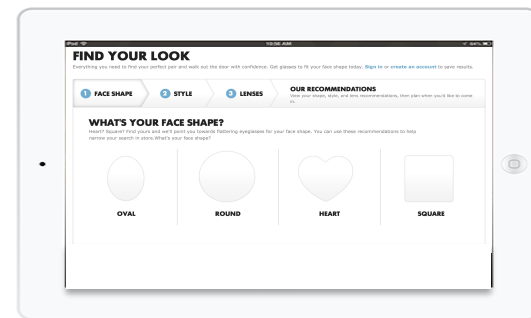 iPad 10:56 AM 64%
FIND YOUR LOOK
Everything you need to find your perfect pair and walk out the door with confidence. Get glasses to fit your face shape today. Sign in or create an account to save results.
1 FACE SHAPE 2 STYLE 3 LENSES
OUR RECOMMENDATIONS
View your shape, style, and lens recommendations, then plan when you'd like to come
in.
WHAT'S YOUR FACE SHAPE?
Heart? Square? Find yours and we'll point you towards flattering eyeglasses for your face shape. You can use these recommendations to help
narrow your search in store.What's your face shape?
OVAL ROUND HEART SQUARE